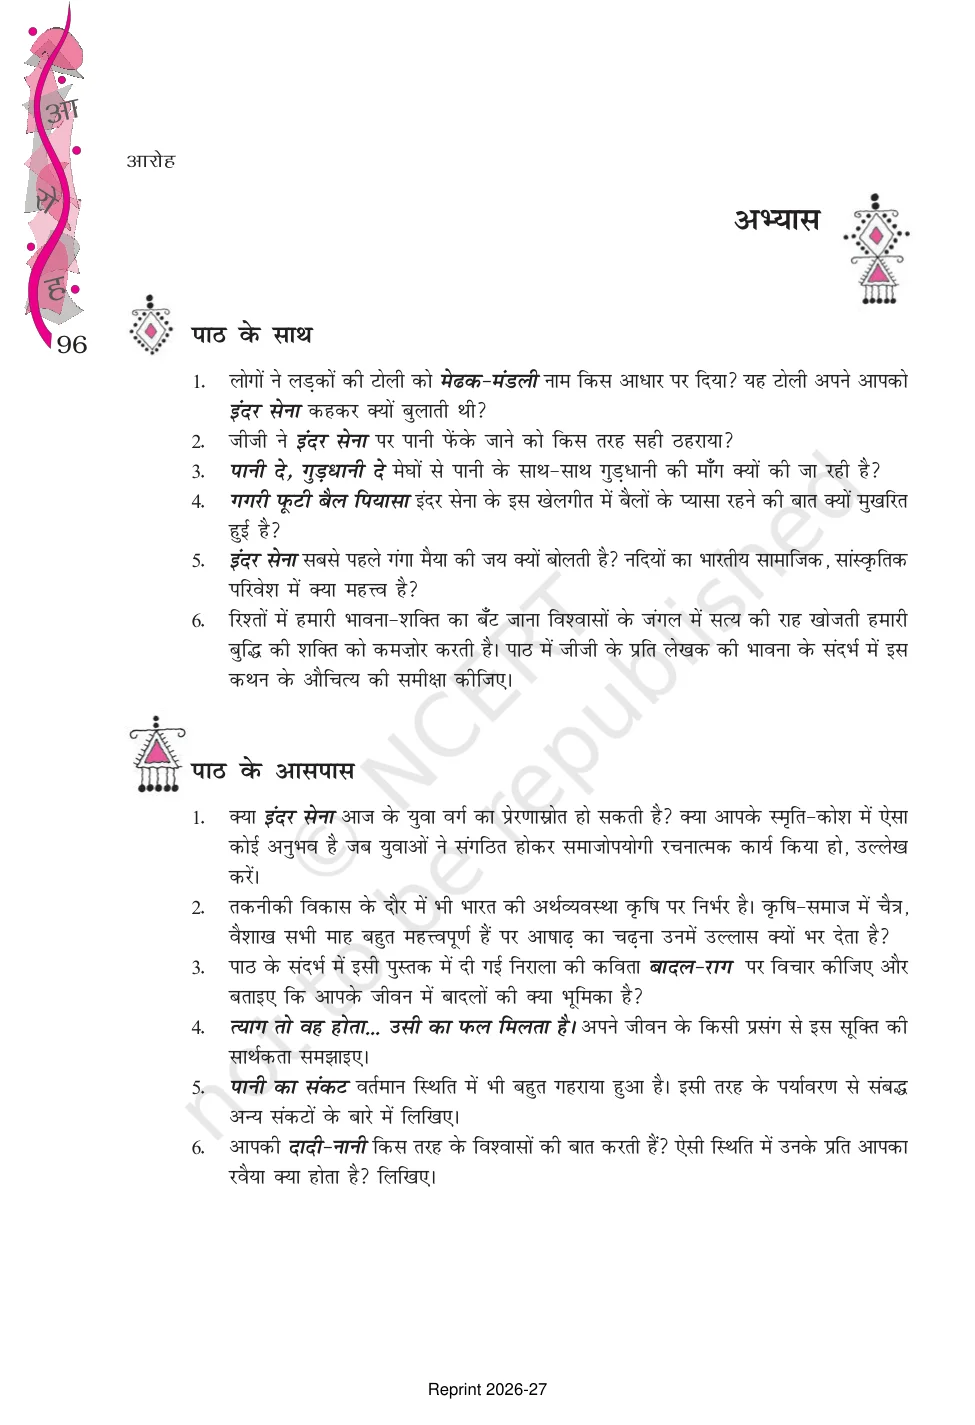 आ
रो
ह
आरोह
अभ्यास
96
पाठ के साथ
1. लोगों ने लड़कों की टोली को मेढक-मंडली नाम किस आधार पर दिया? यह टोली अपने आपको
इंदर सेना कहकर क्यों बुलाती थी?
2. जीजी ने इंदर सेना पर पानी फेंके जाने को किस तरह सही ठहराया?
3. पानी दे, गुड़धानी दे मेघों से पानी के साथ-साथ गुड़धानी की माँग क्यों की जा रही है?
4. गगरी फूटी बैल पियासा इंदर सेना के इस खेलगीत में बैलों के प्यासा रहने की बात क्यों मुखरित
हुई है?
5. इंदर सेना सबसे पहले गंगा मैया की जय क्यों बोलती है? नदियों का भारतीय सामाजिक, सांस्कृतिक
परिवेश में क्या महत्त्व है?
6. रिश्तों में हमारी भावना-शक्ति का बँट जाना विश्वासों के जंगल में सत्य की राह खोजती हमारी
बुद्धि की शक्ति को कमज़ोर करती है। पाठ में जीजी के प्रति लेखक की भावना के संदर्भ में इस
कथन के औचित्य की समीक्षा कीजिए।
पाठ के आसपास
1. क्या इंदर सेना आज के युवा वर्ग का प्रेरणास्रोत हो सकती है? क्या आपके स्मृति-कोश में ऐसा
कोई अनुभव है जब युवाओं ने संगठित होकर समाजोपयोगी रचनात्मक कार्य किया हो, उल्लेख
करें।
2. तकनीकी विकास के दौर में भी भारत की अर्थव्यवस्था कृषि पर निर्भर है। कृषि-समाज में चैत्र,
वैशाख सभी माह बहुत महत्त्वपूर्ण हैं पर आषाढ़ का चढ़ना उनमें उल्लास क्यों भर देता है?
3. पाठ के संदर्भ में इसी पुस्तक में दी गई निराला की कविता बादल-राग पर विचार कीजिए और
बताइए कि आपके जीवन में बादलों की क्या भूमिका है?
4. त्याग तो वह होता... उसी का फल मिलता है। अपने जीवन के किसी प्रसंग से इस सूक्ति की
सार्थकता समझाइए।
5. पानी का संकट वर्तमान स्थिति में भी बहुत गहराया हुआ है। इसी तरह के पर्यावरण से संबद्ध
अन्य संकटों के बारे में लिखिए।
6. आपकी दादी-नानी किस तरह के विश्वासों की बात करती हैं? ऐसी स्थिति में उनके प्रति आपका
रवैया क्या होता है? लिखिए।
© NCERT
not to be republished
Reprint 2026-27